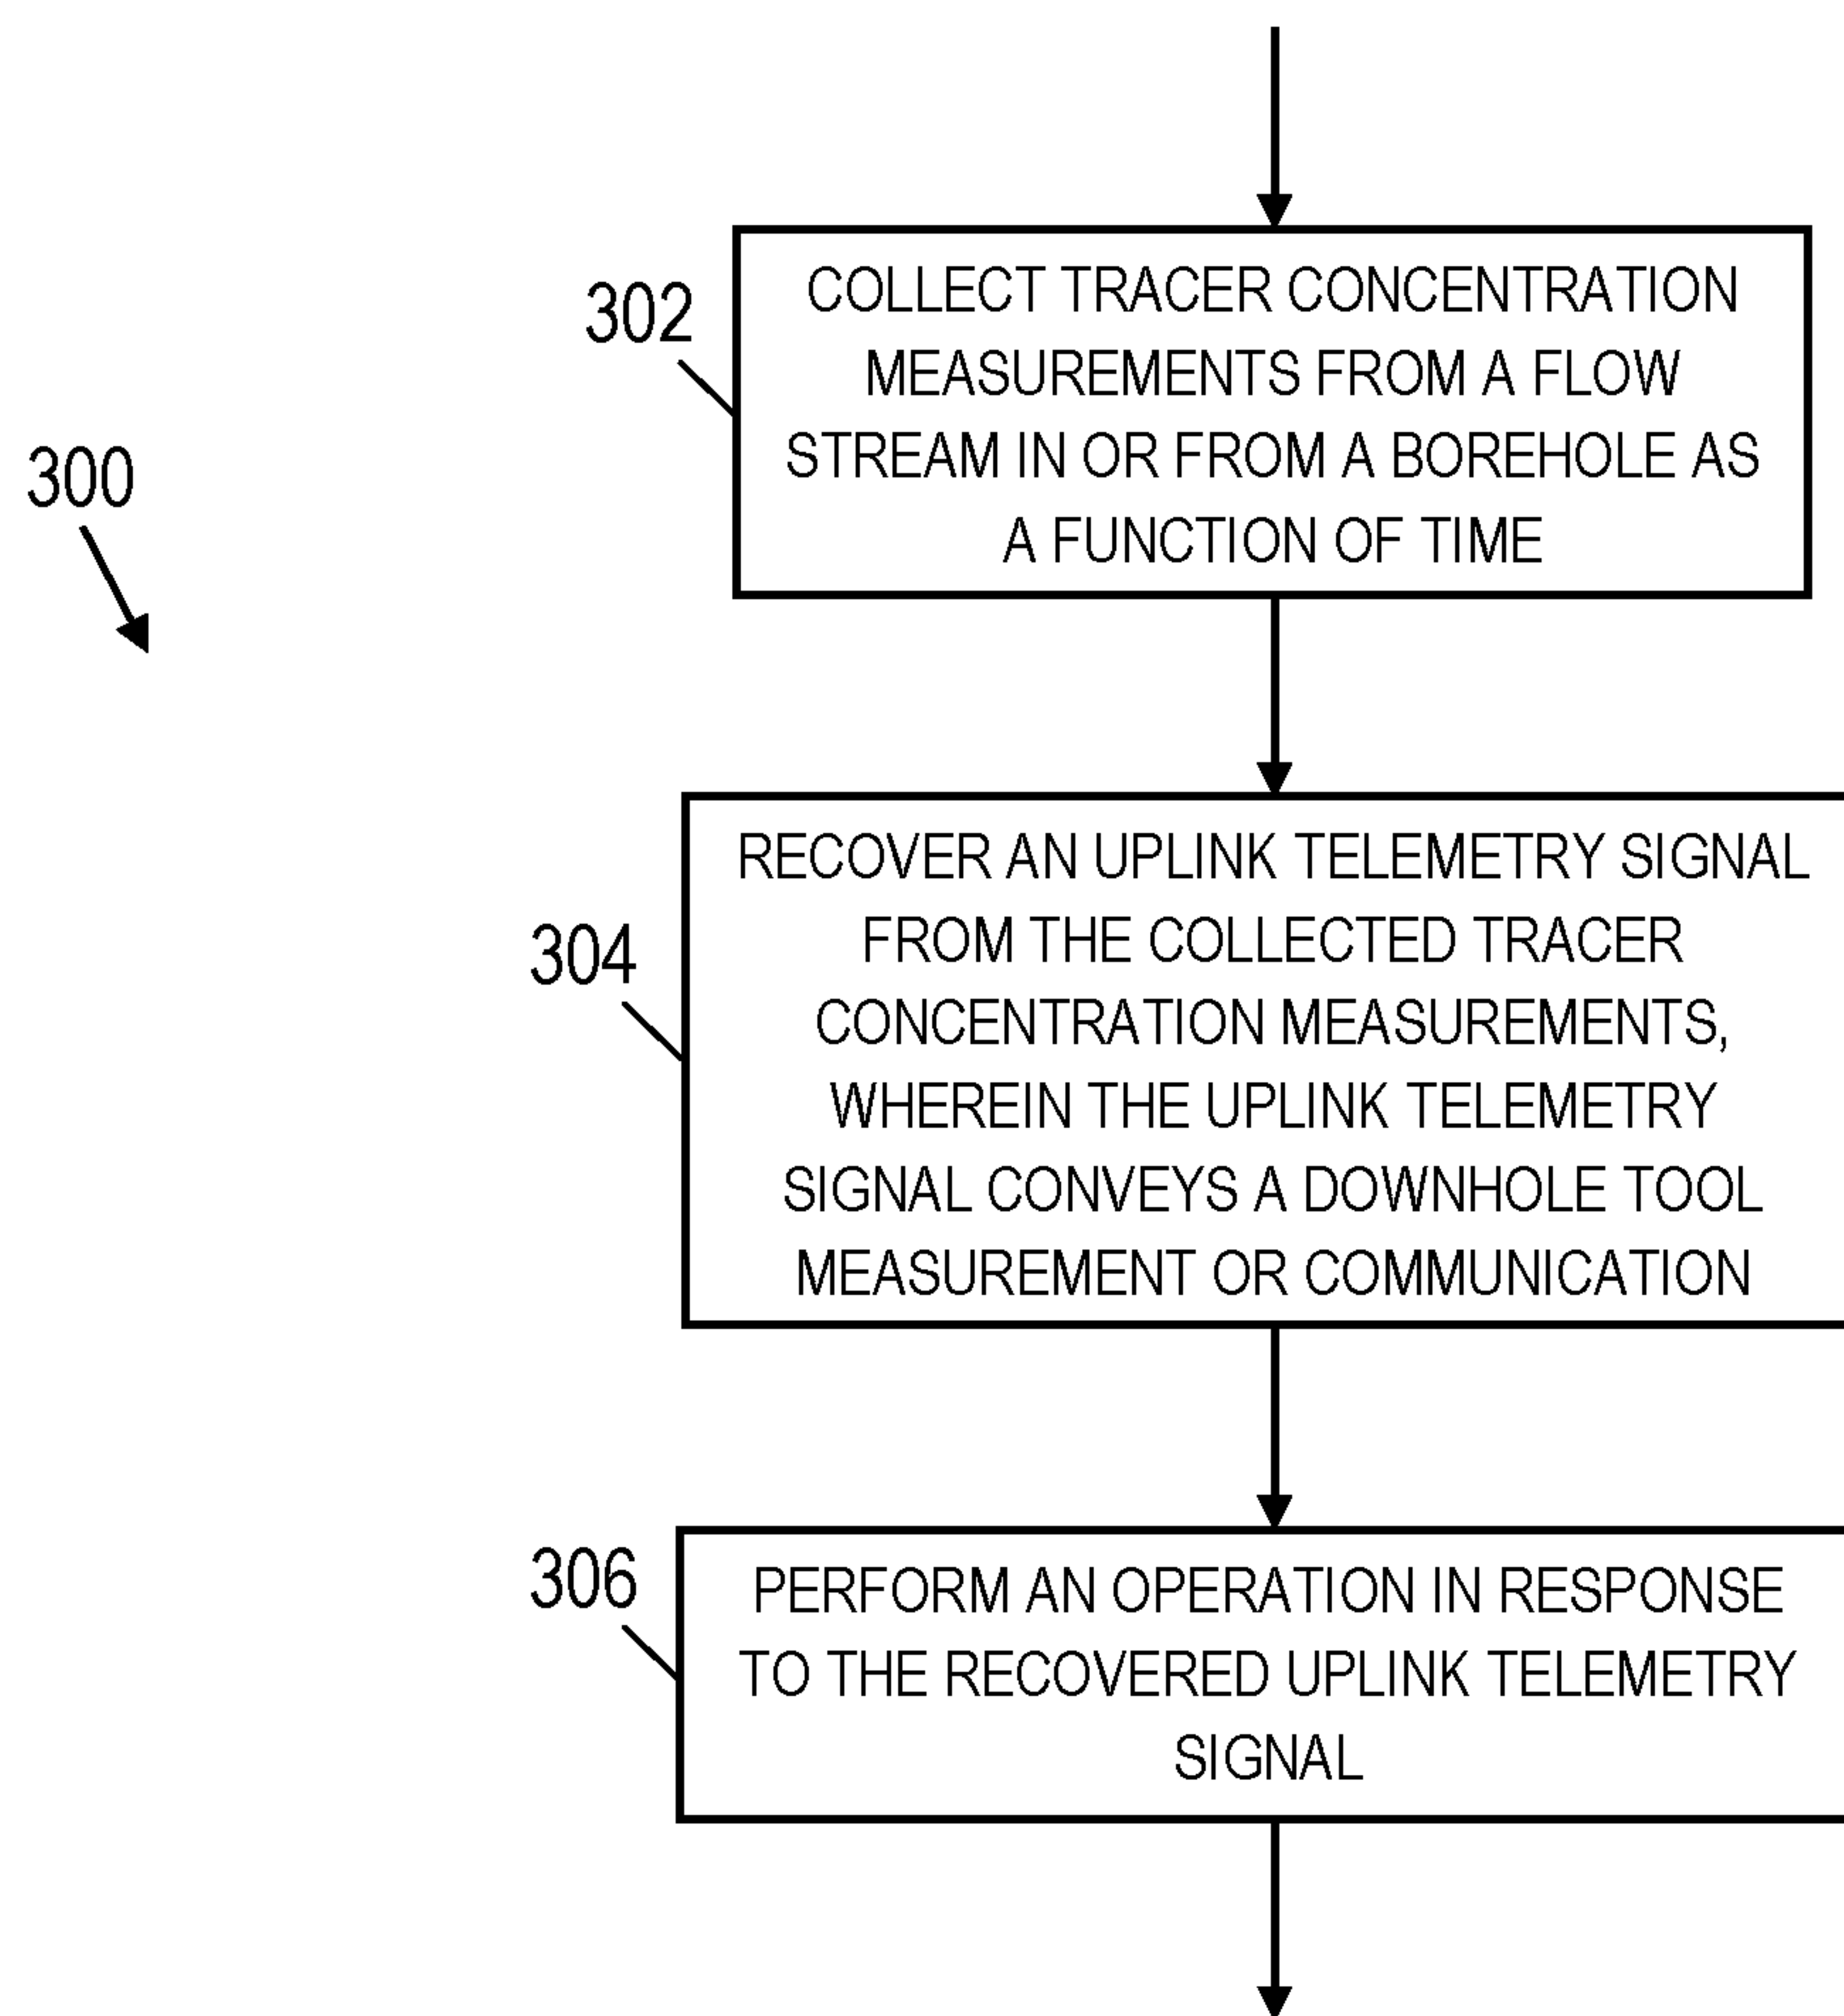 300
302
COLLECT TRACER CONCENTRATION
MEASUREMENTS FROM A FLOW
STREAM IN OR FROM A BOREHOLE AS
A FUNCTION OF TIME
304
RECOVER AN UPLINK TELEMETRY SIGNAL
FROM THE COLLECTED TRACER
CONCENTRATION MEASUREMENTS,
WHEREIN THE UPLINK TELEMETRY
SIGNAL CONVEYS A DOWNHOLE TOOL
MEASUREMENT OR COMMUNICATION
306
PERFORM AN OPERATION IN RESPONSE
TO THE RECOVERED UPLINK TELEMETRY
SIGNAL